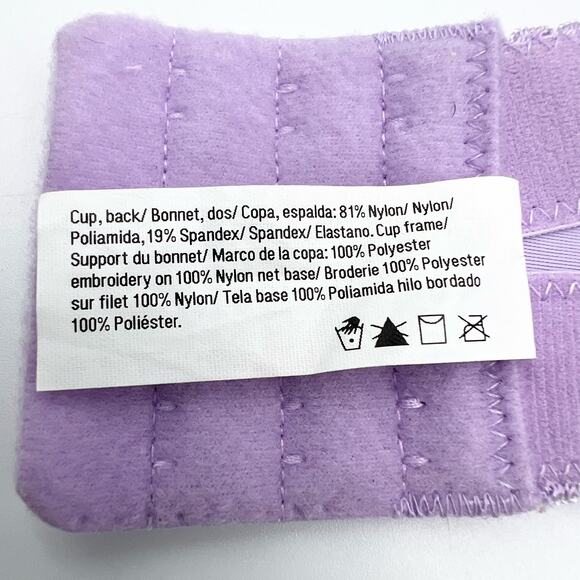 Cup, back/ Bonnet, dos/ Copa, espalda: 81% Nylon/ Nylon/
Poliamida, 19% Spandex/ Spandex/ Elastano. Cup frame/
Support du bonnet/ Marco de la copa: 100% Polyester
embroidery on 100% Nylon net base/ Broderie 100% Polyester
sur filet 100% Nylon/ Tela base 100% Poliamida hilo bordado
100% Poliéster.